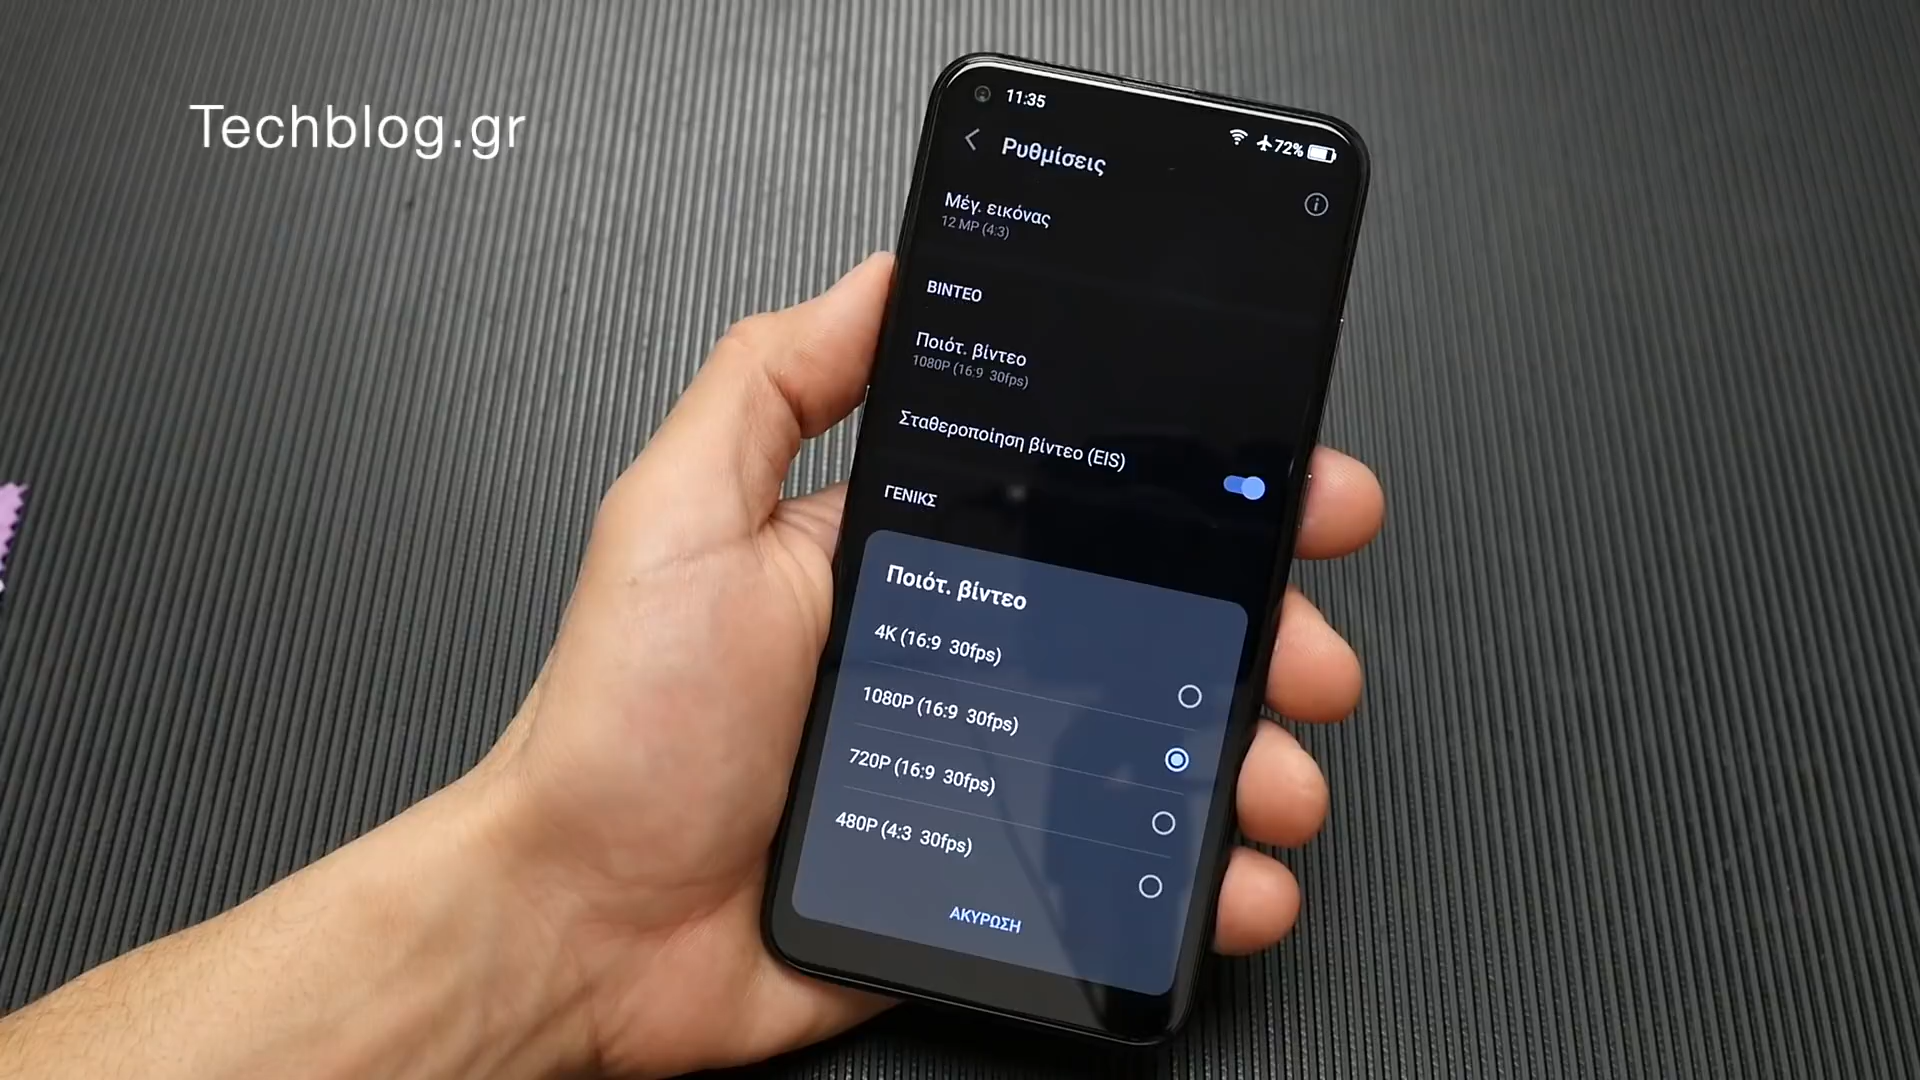 Techblog.gr
11:35
72%
Ρυθμίσεις
Μέγ. εικόνας
12 MP (4:3)
ΒΙΝΤΕΟ
Ποιότ. βίντεο
1080P (16:9 30fps)
Σταθεροποίηση βίντεο (EIS)
ΓΕΝΙΚΣ
Ποιότ. βίντεο
4K (16:9 30fps)
1080P (16:9 30fps)
720P (16:9 30fps)
480P (4:3 30fps)
ΑΚΥΡΩΣΗ